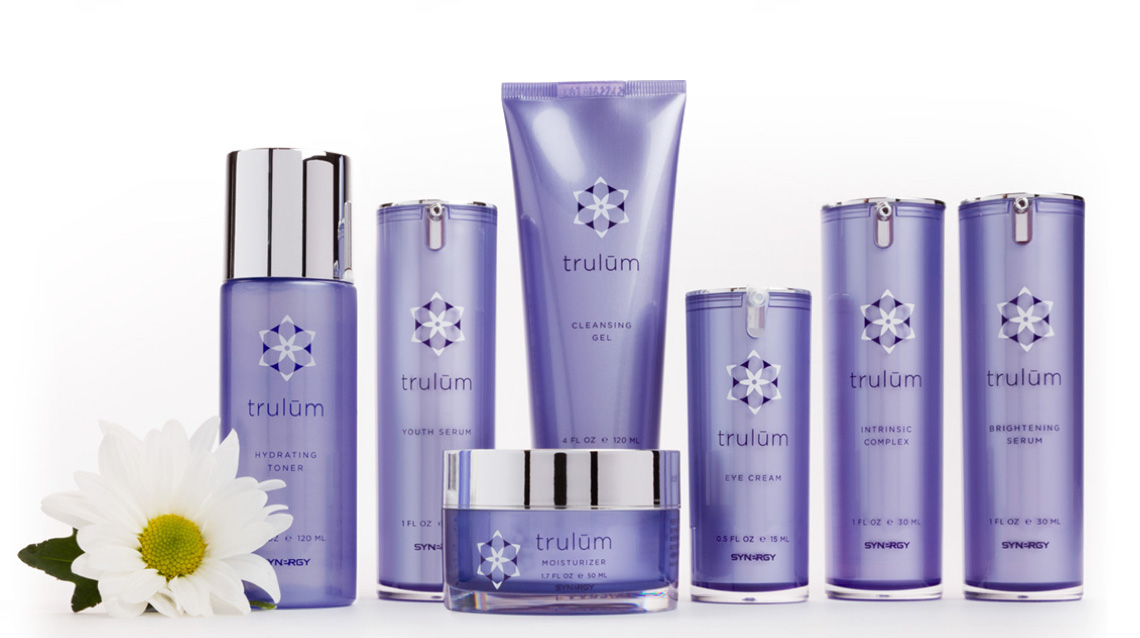 trulūm
HYDRATING
TONER
℮ 120 ML
SYNERGY
trulūm
YOUTH SERUM
1 FL OZ ℮
trulūm
CLEANSING
GEL
4 FL OZ ℮ 120 ML
trulūm
MOISTURIZER
1.7 FL OZ ℮ 50 ML
SYNERGY
trulūm
EYE CREAM
0.5 FL OZ ℮ 15 ML
SYNERGY
trulūm
INTRINSIC
COMPLEX
1 FL OZ ℮ 30 ML
SYNERGY
trulūm
BRIGHTENING
SERUM
1 FL OZ ℮ 30 ML
SYNERGY